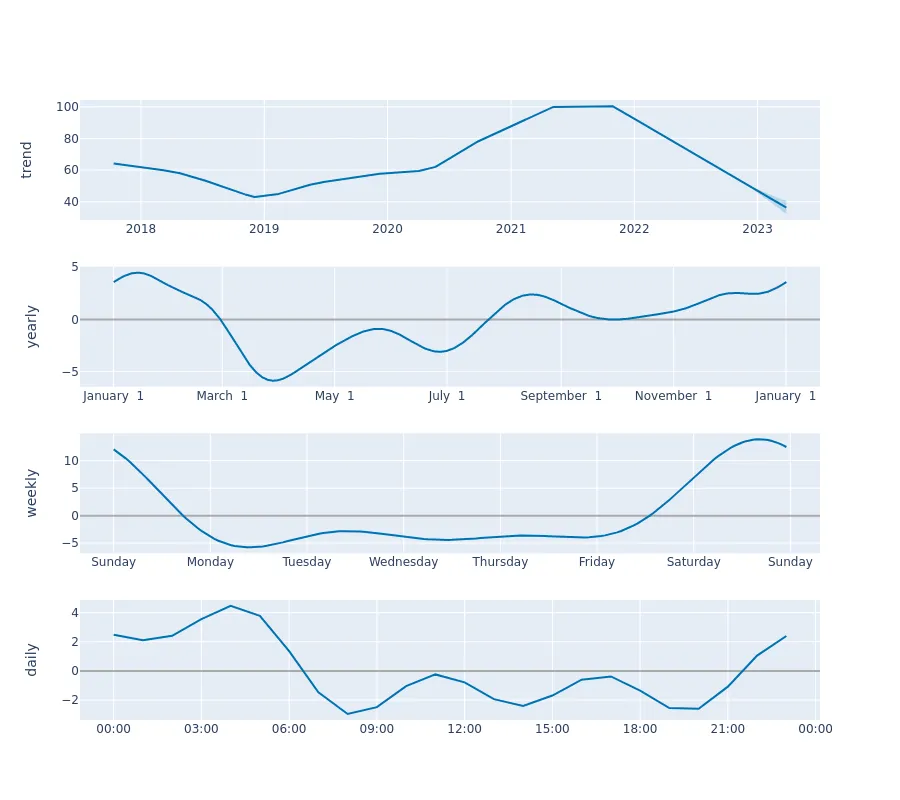 trend
100
80
60
40
2018 2019 2020 2021 2022 2023
yearly
5
0
−5
January 1 March 1 May 1 July 1 September 1 November 1 January 1
weekly
10
5
0
−5
Sunday Monday Tuesday Wednesday Thursday Friday Saturday Sunday
daily
4
2
0
−2
00:00 03:00 06:00 09:00 12:00 15:00 18:00 21:00 00:00